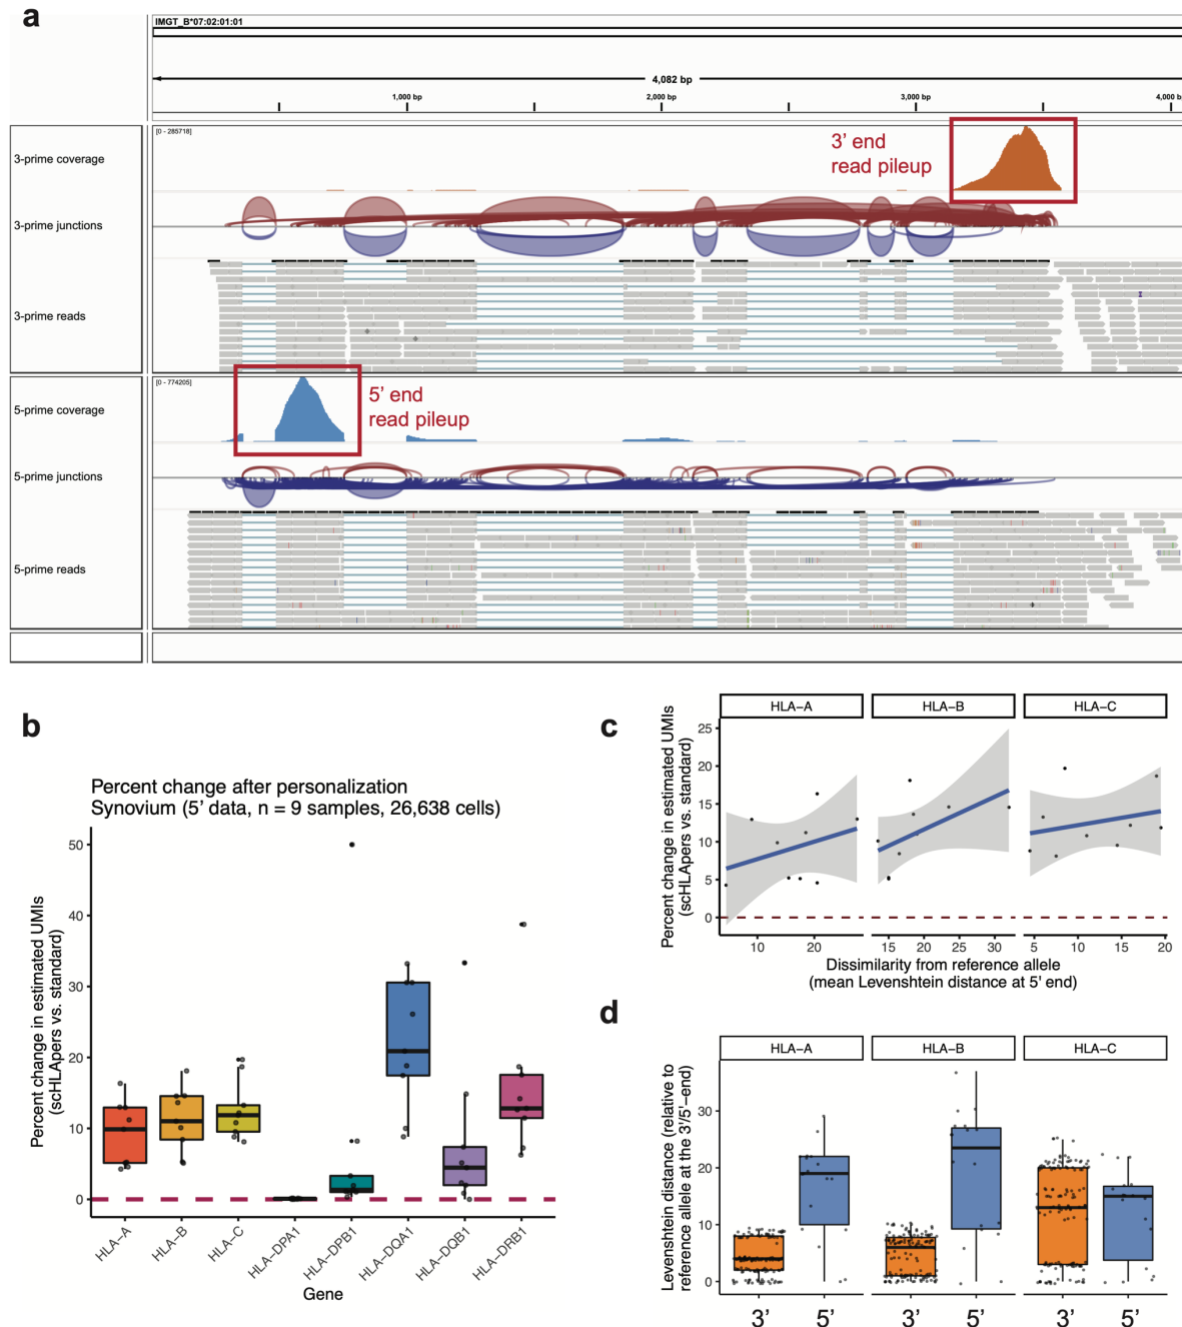 a
IMGT_B*07:02:01:01
4,082 bp
1,000 bp
2,000 bp
3,000 bp
4,000 b
3-prime coverage
[0 - 285718]
3' end
read pileup
3-prime junctions
3-prime reads
5-prime coverage
[0 - 774205]
5' end
read pileup
5-prime junctions
5-prime reads
b
Percent change after personalization
Synovium (5' data, n = 9 samples, 26,638 cells)
Percent change in estimated UMIs
(scHLApers vs. standard)
50
40
30
20
10
0
HLA-A
HLA-B
HLA-C
HLA-DPA1
HLA-DPB1
HLA-DQA1
HLA-DQB1
HLA-DRB1
Gene
c
HLA-A
HLA-B
HLA-C
Percent change in estimated UMIs
(scHLApers vs. standard)
25
20
15
10
5
0
10
20
15
20
25
30
5
10
15
20
Dissimilarity from reference allele
(mean Levenshtein distance at 5' end)
d
HLA-A
HLA-B
HLA-C
Levenshtein distance (relative to
reference allele at the 3'/5'-end)
30
20
10
0
3'
5'
3'
5'
3'
5'